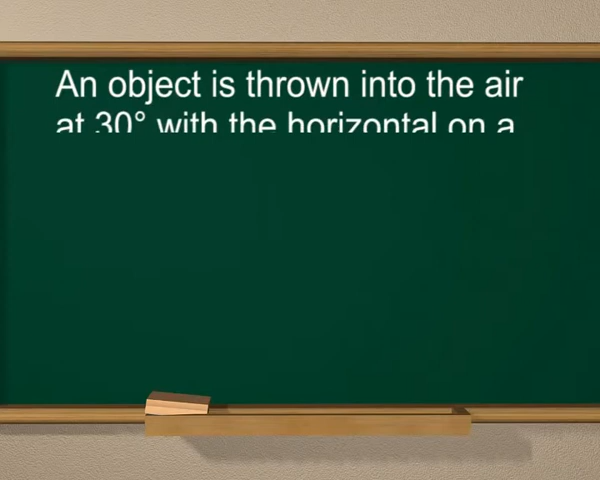 An object is thrown into the air
at 30° with the horizontal on a